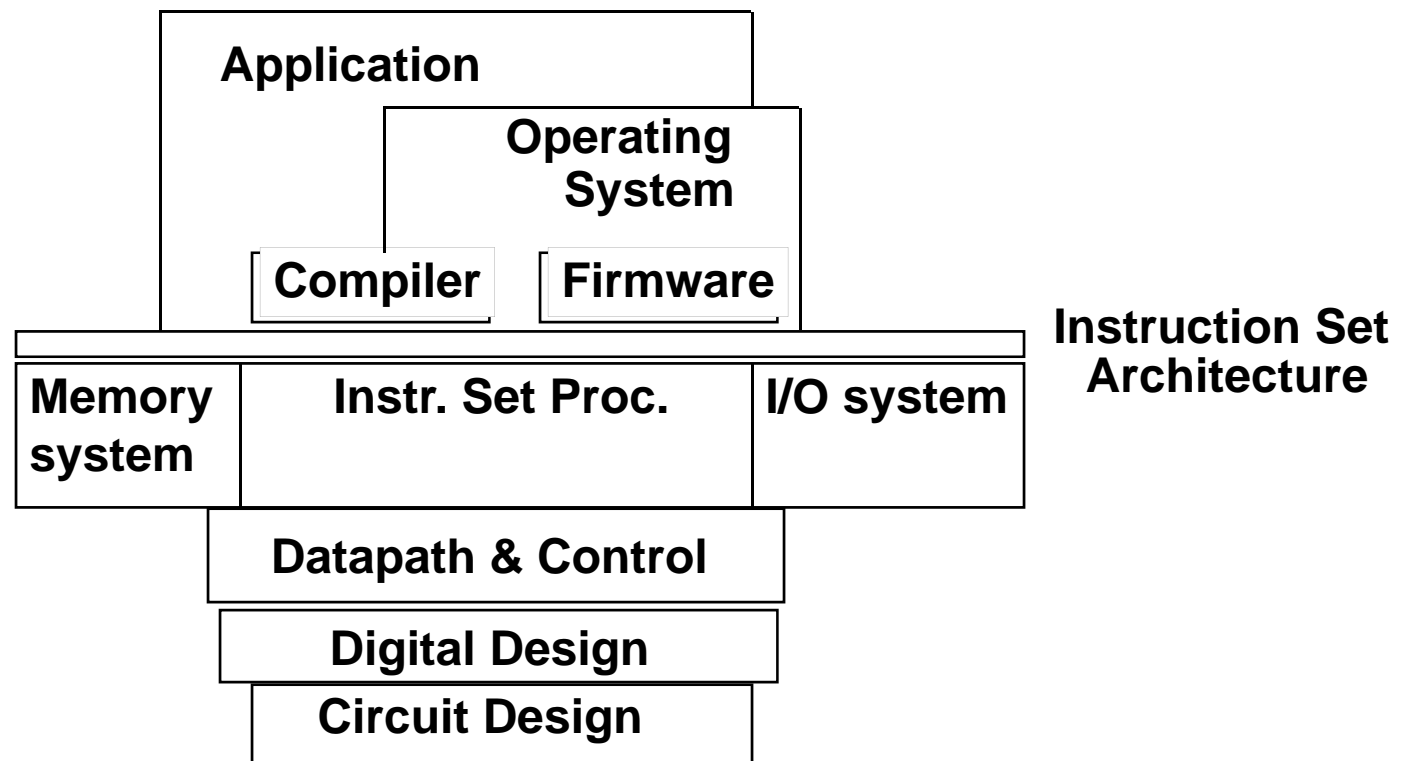 Application
Operating
System
Compiler
Firmware
Instruction Set
Architecture
Memory
system
Instr. Set Proc.
I/O system
Datapath & Control
Digital Design
Circuit Design